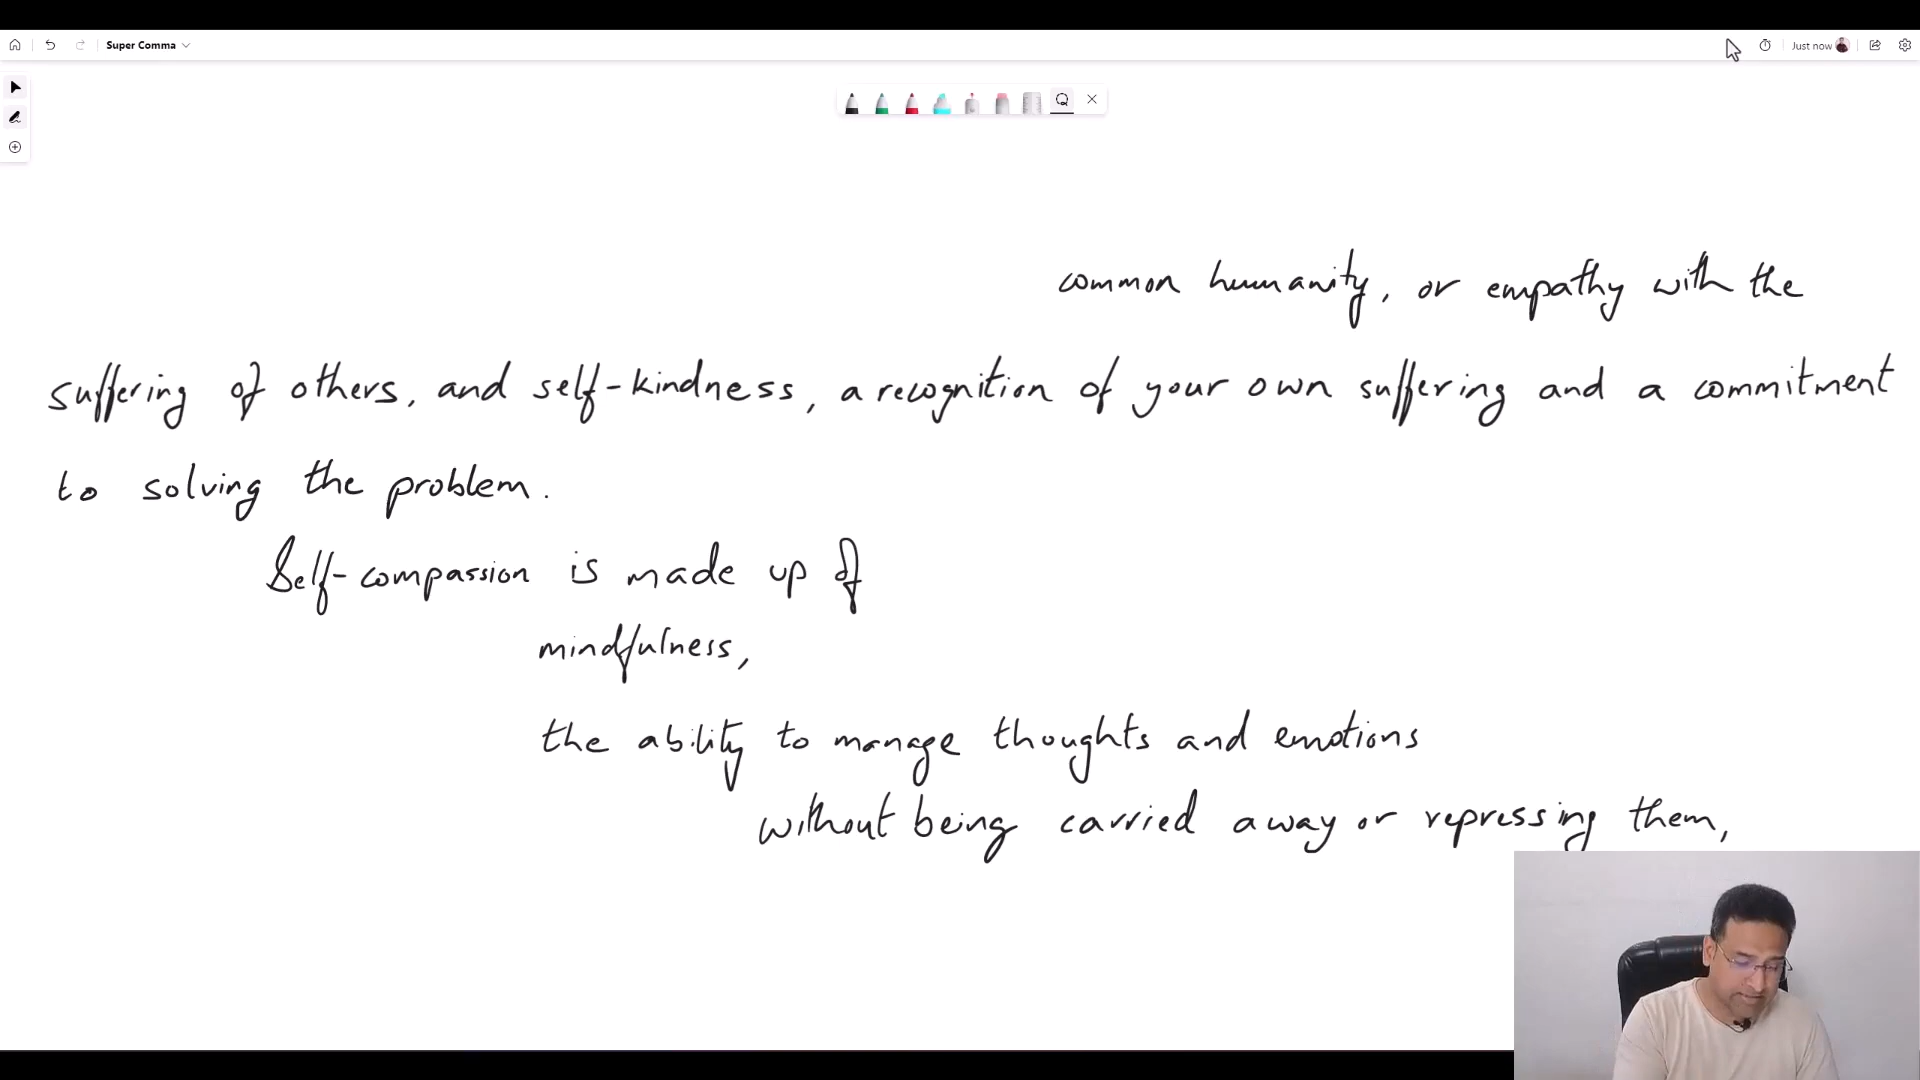 Super Comma
Just now
common humanity, or empathy with the
suffering of others, and self-kindness, a recognition of your own suffering and a commitment
to solving the problem.
Self-compassion is made up of
mindfulness,
the ability to manage thoughts and emotions
without being carried away or repressing them,